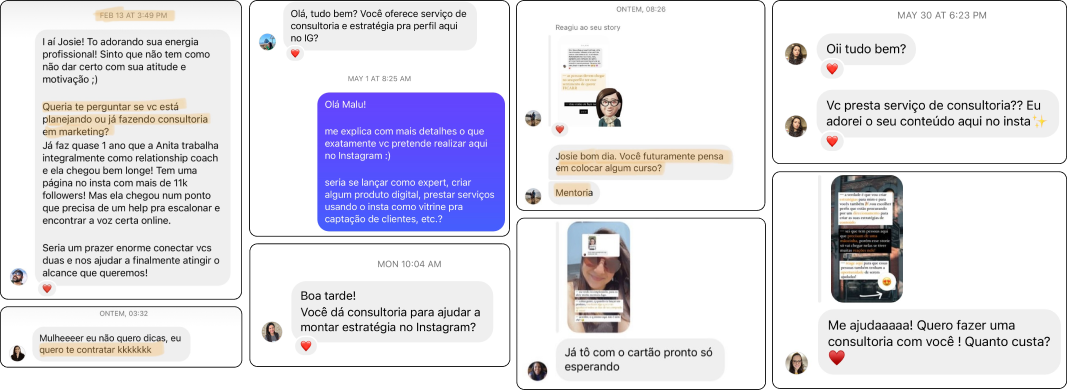 FEB 13 AT 3:49 PM
I aí Josie! To adorando sua energia
profissional! Sinto que não tem como
não dar certo com sua atitude e
motivação ;)
Queria te perguntar se vc está
planejando ou já fazendo consultoria
em marketing?
Já faz quase 1 ano que a Anita trabalha
integralmente como relationship coach
e ela chegou bem longe! Tem uma
página no insta com mais de 11k
followers! Mas ela chegou num ponto
que precisa de um help pra escalonar e
encontrar a voz certa online.
Seria um prazer enorme conectar vcs
duas e nos ajudar a finalmente atingir o
alcance que queremos!
ONTEM, 03:32
Mulheeeer eu não quero dicas, eu
quero te contratar kkkkkkk
Olá, tudo bem? Você oferece serviço de
consultoria e estratégia pra perfil aqui
no IG?
MAY 1 AT 8:25 AM
Olá Malu!
me explica com mais detalhes o que
exatamente vc pretende realizar aqui
no Instagram :)
seria se lançar como expert, criar
algum produto digital, prestar serviços
usando o insta como vitrine pra
captação de clientes, etc.?
MON 10:04 AM
Boa tarde!
Você dá consultoria para ajudar a
montar estratégia no Instagram?
ONTEM, 08:26
Reagiu ao seu story
Josie bom dia. Você futuramente pensa
em colocar algum curso?
Mentoria
Já tô com o cartão pronto só
esperando
MAY 30 AT 6:23 PM
Oii tudo bem?
Vc presta serviço de consultoria?? Eu
adorei o seu conteúdo aqui no insta✨
Me ajudaaaaa! Quero fazer uma
consultoria com você ! Quanto custa?